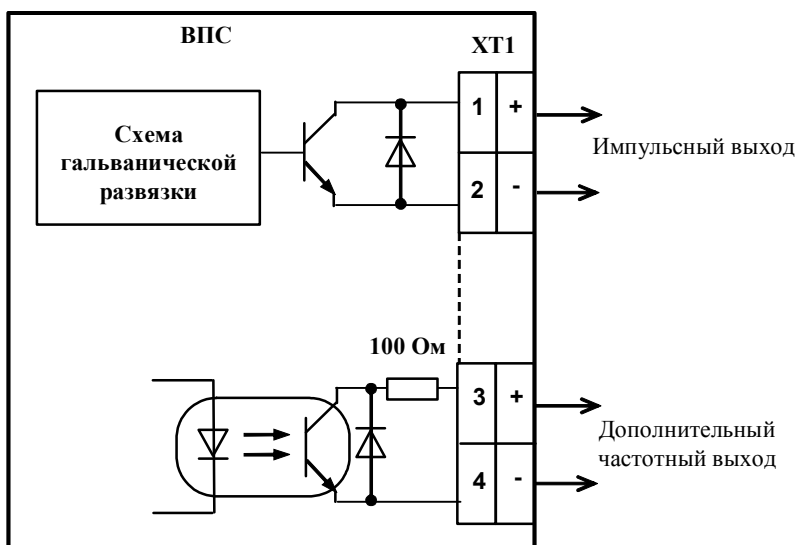 ВПС
XT1
Схема
гальванической
развязки
1 +
2 -
Импульсный выход
100 Ом
3 +
4 -
Дополнительный
частотный выход